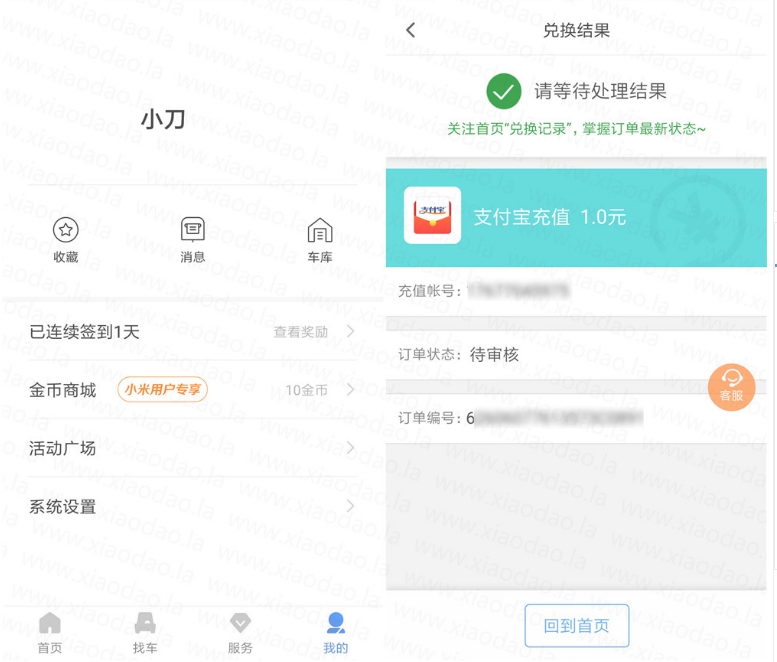 小刀
收藏
消息
车库
已连续签到1天
查看奖励
金币商城
小米用户专享
10金币
活动广场
系统设置
首页
找车
服务
我的
兑换结果
请等待处理结果
关注首页“兑换记录”, 掌握订单最新状态~
支付宝
支付宝充值 1.0元
充值帐号:
订单状态: 待审核
客服
订单编号: 6
回到首页
www.xiaodao.la